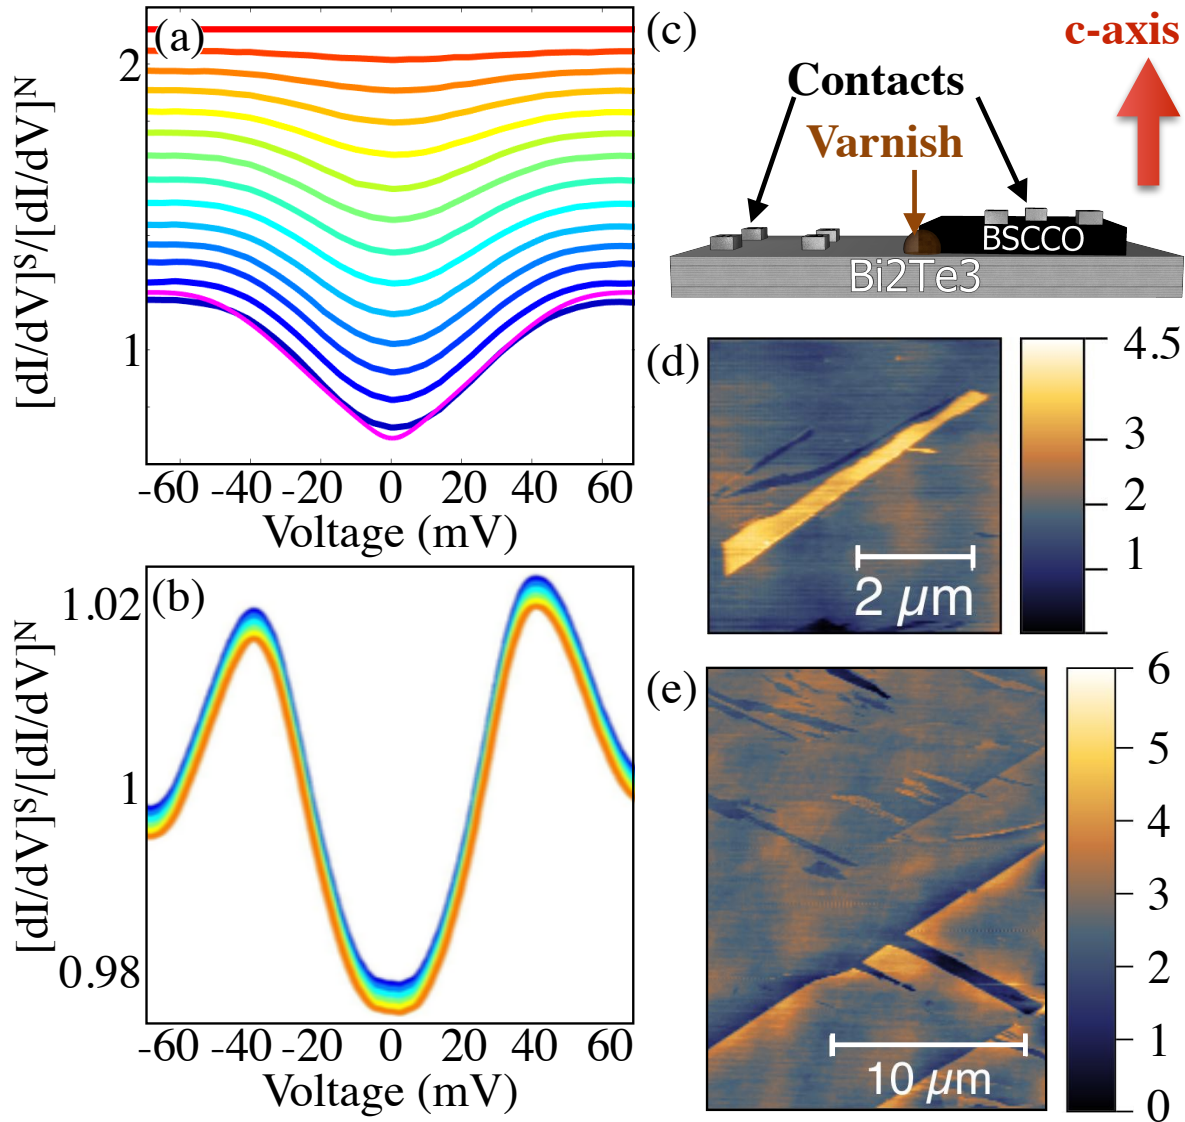 (a)
2
1
[dI/dV]S/[dI/dV]N
-60 -40 -20 0 20 40 60
Voltage (mV)
(b)
1.02
1
0.98
[dI/dV]S/[dI/dV]N
-60 -40 -20 0 20 40 60
Voltage (mV)
(c)
c-axis
Contacts
Varnish
BSCCO
Bi2Te3
(d)
2 μm
4.5
3
2
1
(e)
10 μm
6
5
4
3
2
1
0